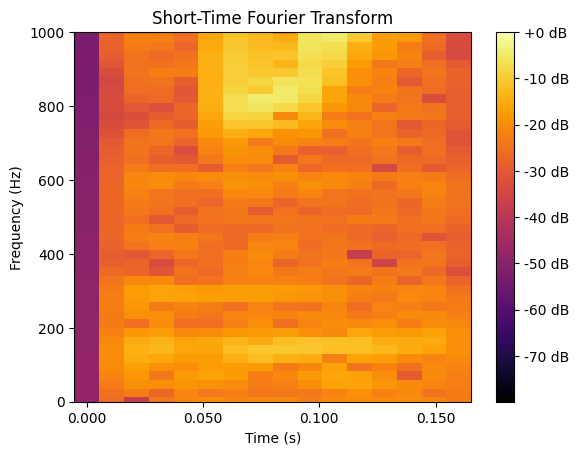 Short-Time Fourier Transform
1000
800
600
400
200
0
Frequency (Hz)
0.000
0.050
0.100
0.150
Time (s)
+0 dB
-10 dB
-20 dB
-30 dB
-40 dB
-50 dB
-60 dB
-70 dB